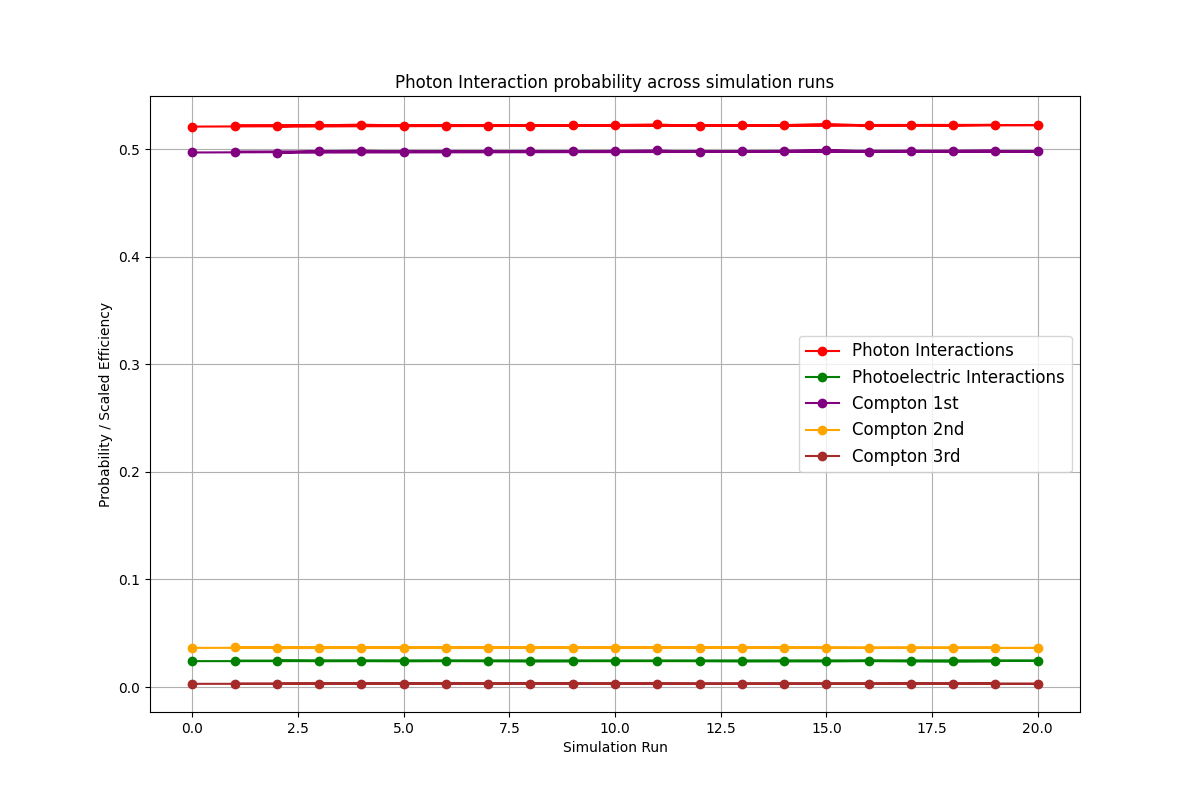 Photon Interaction probability across simulation runs
Probability / Scaled Efficiency
0.5
0.4
0.3
0.2
0.1
0.0
Photon Interactions
Photoelectric Interactions
Compton 1st
Compton 2nd
Compton 3rd
0.0 2.5 5.0 7.5 10.0 12.5 15.0 17.5 20.0
Simulation Run